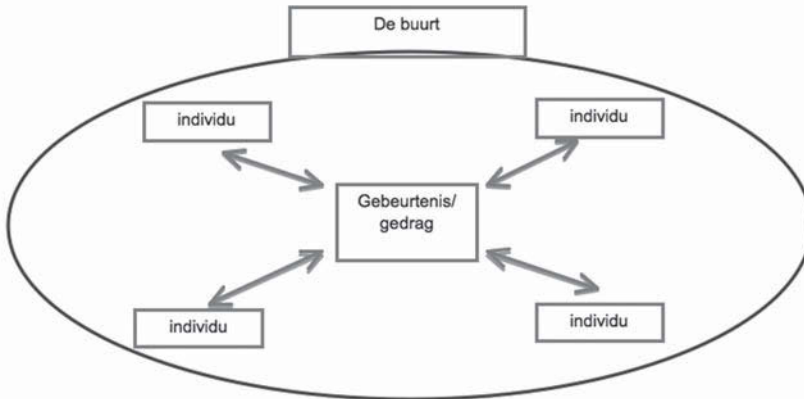 De buurt
individu
individu
Gebeurtenis/
gedrag
individu
individu